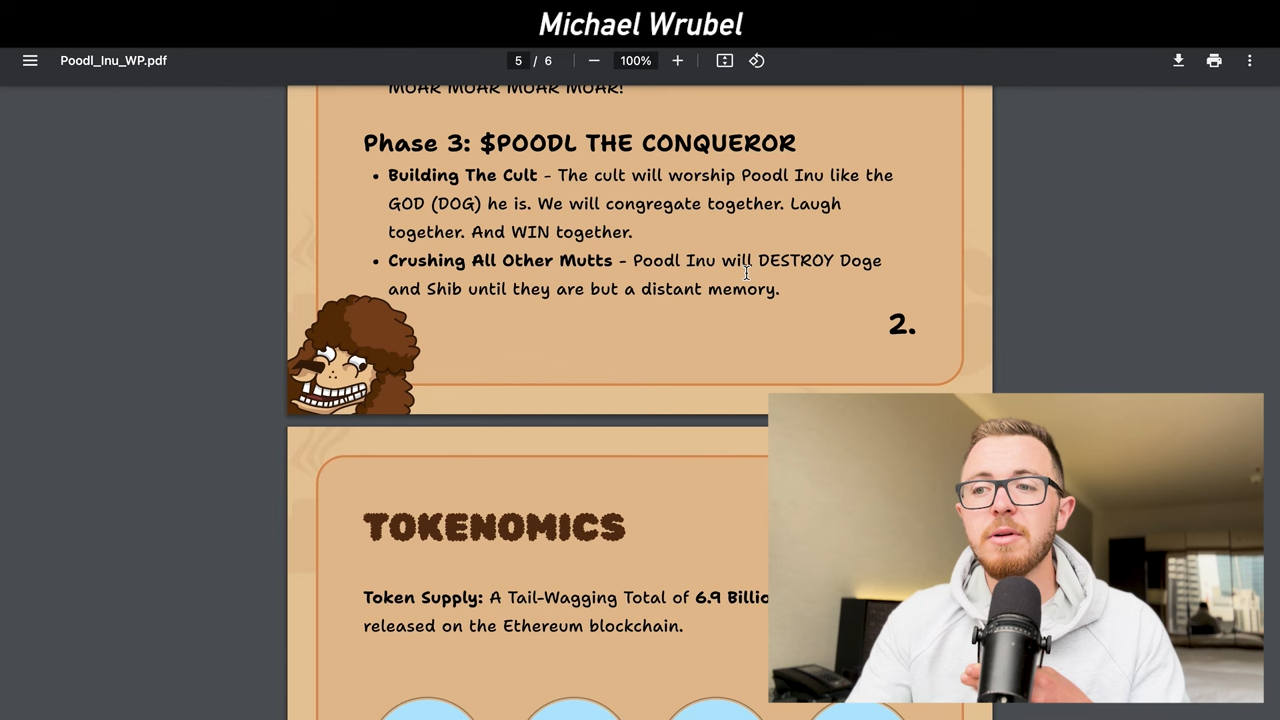 Michael Wrubel
Poodl_Inu_WP.pdf
5 / 6
100%
MOAR MOAR MOAR MOAR!
Phase 3: $POODL THE CONQUEROR
• Building The Cult - The cult will worship Poodl Inu like the
GOD (DOG) he is. We will congregate together. Laugh
together. And WIN together.
• Crushing All Other Mutts - Poodl Inu will DESTROY Doge
and Shib until they are but a distant memory.
2.
TOKENOMICS
Token Supply: A Tail-Wagging Total of 6.9 Billio
released on the Ethereum blockchain.